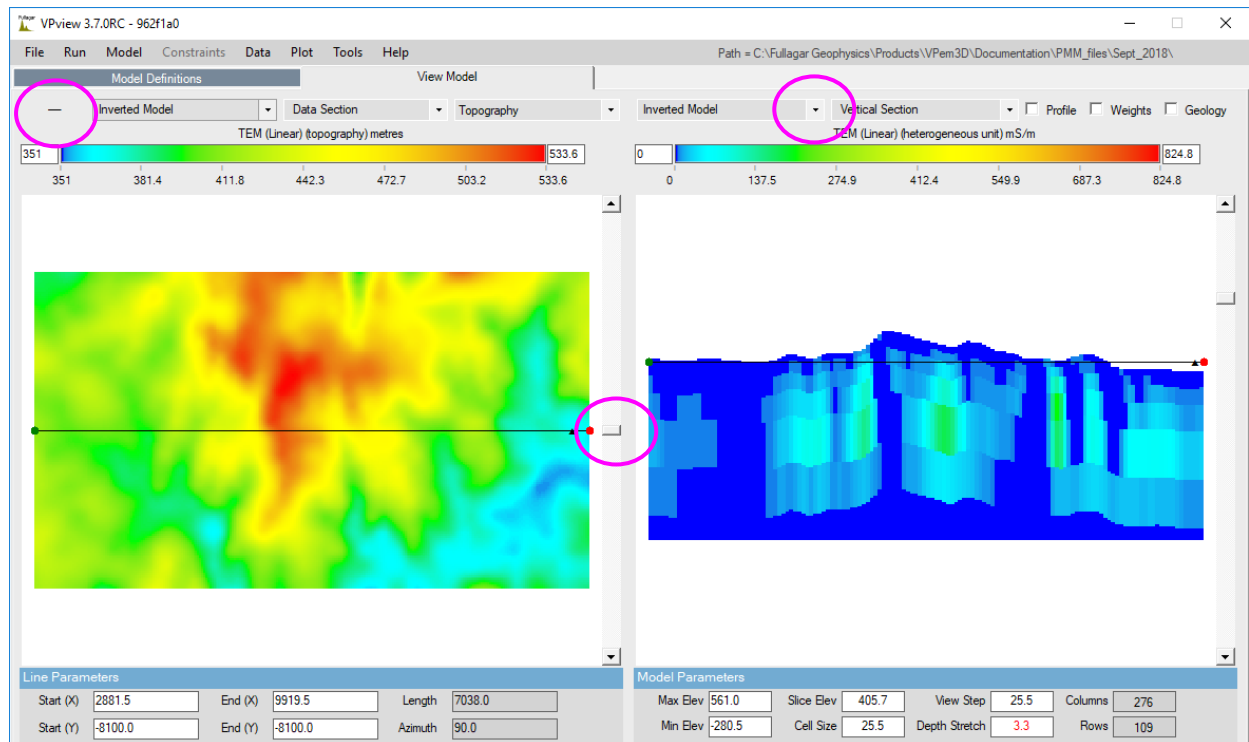 VPview 3.7.0RC - 962f1a0
File Run Model Constraints Data Plot Tools Help Path = C:\Fullagar Geophysics\Products\VPem3D\Documentation\PMM_files\Sept_2018\
Model Definitions View Model
Inverted Model Data Section Topography Inverted Model Vertical Section Profile Weights Geology
TEM (Linear) (topography) metres TEM (Linear) (heterogeneous unit) mS/m
351 533.6 0 824.8
351 381.4 411.8 442.3 472.7 503.2 533.6 0 137.5 274.9 412.4 549.9 687.3 824.8
Line Parameters Model Parameters
Start (X) 2881.5 End (X) 9919.5 Length 7038.0 Max Elev 561.0 Slice Elev 405.7 View Step 25.5 Columns 276
Start (Y) -8100.0 End (Y) -8100.0 Azimuth 90.0 Min Elev -280.5 Cell Size 25.5 Depth Stretch 3.3 Rows 109